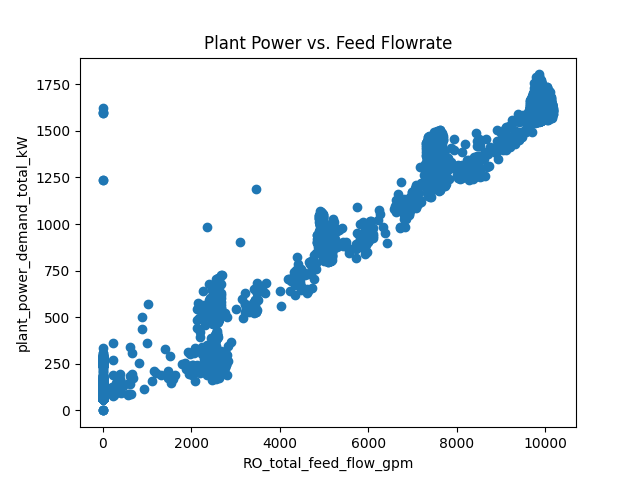 Plant Power vs. Feed Flowrate
plant_power_demand_total_kW
1750
1500
1250
1000
750
500
250
0
0 2000 4000 6000 8000 10000
RO_total_feed_flow_gpm